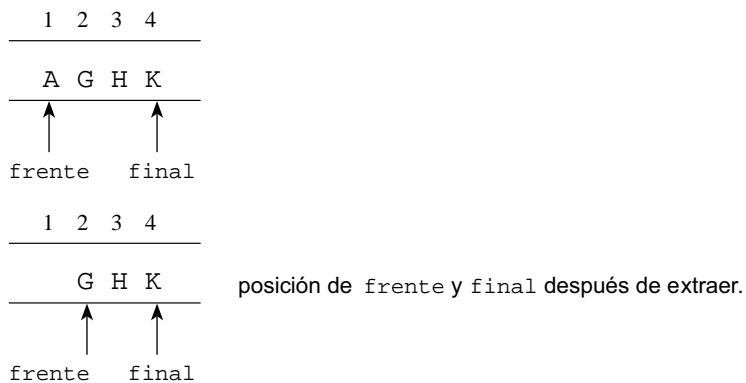 1 2 3 4
A G H K
frente final
1 2 3 4
G H K posición de frente y final después de extraer.
frente final